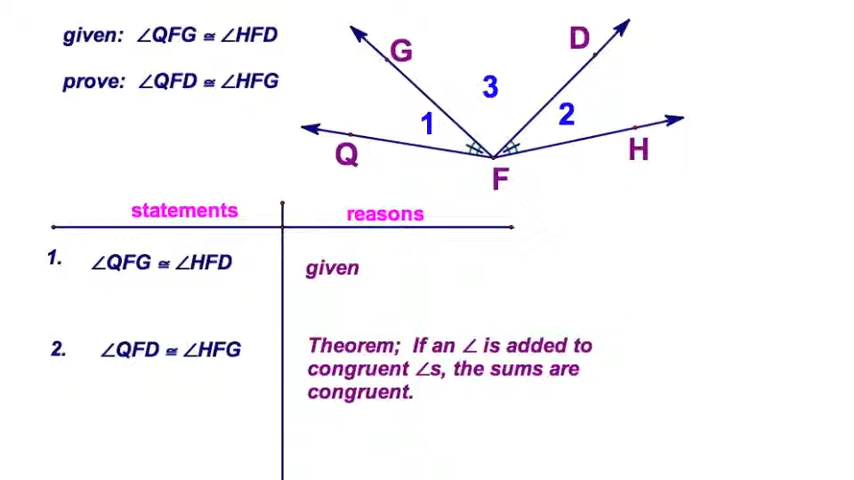 given: ∠QFG ≅ ∠HFD
prove: ∠QFD ≅ ∠HFG
G
D
3
1
2
Q
H
F
statements
reasons
1. ∠QFG ≅ ∠HFD
given
2. ∠QFD ≅ ∠HFG
Theorem; If an ∠ is added to
congruent ∠s, the sums are
congruent.